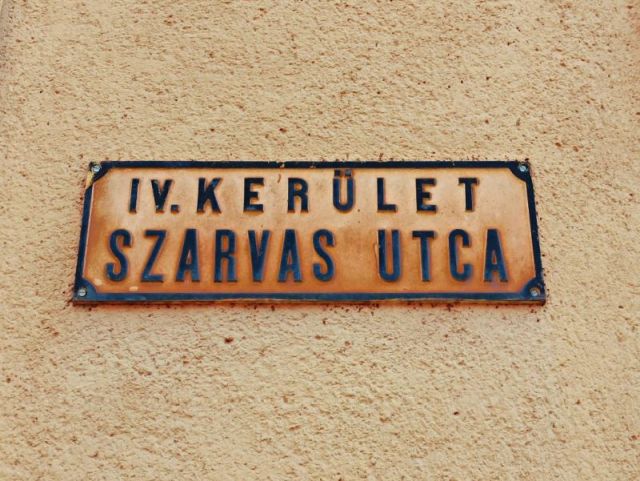 IV. KERÜLET
SZARVAS UTCA